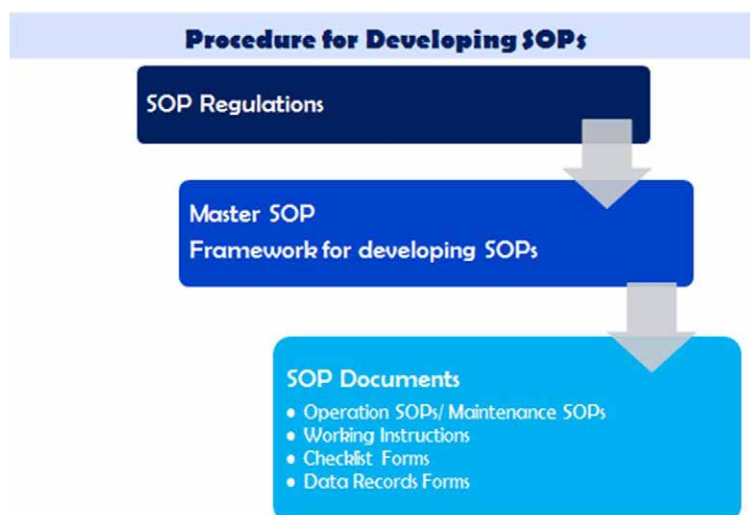 Procedure for Developing SOPs
SOP Regulations
Master SOP
Framework for developing SOPs
SOP Documents
• Operation SOPs/ Maintenance SOPs
• Working Instructions
• Checklist Forms
• Data Records Forms